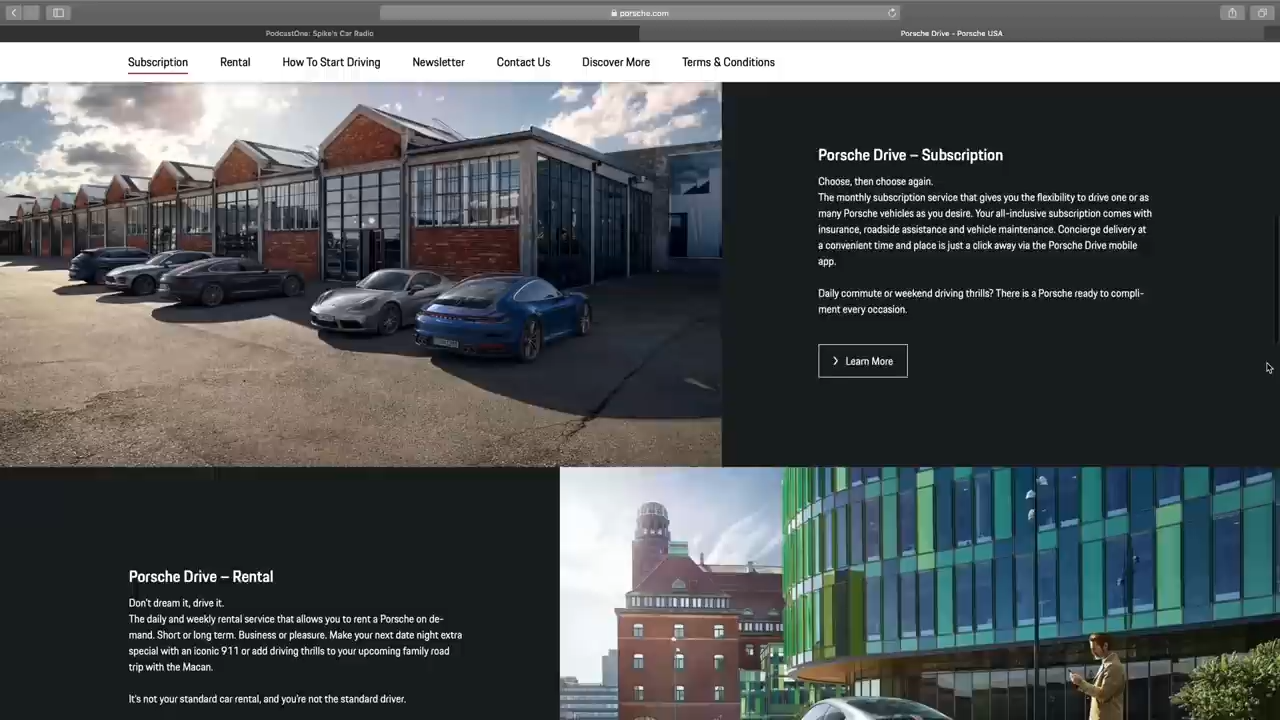 porsche.com
PodcastOne: Spike's Car Radio
Porsche Drive - Porsche USA
Subscription
Rental
How To Start Driving
Newsletter
Contact Us
Discover More
Terms & Conditions
Porsche Drive – Subscription
Choose, then choose again.
The monthly subscription service that gives you the flexibility to drive one or as
many Porsche vehicles as you desire. Your all-inclusive subscription comes with
insurance, roadside assistance and vehicle maintenance. Concierge delivery at
a convenient time and place is just a click away via the Porsche Drive mobile
app.
Daily commute or weekend driving thrills? There is a Porsche ready to compli-
ment every occasion.
Learn More
Porsche Drive – Rental
Don't dream it, drive it.
The daily and weekly rental service that allows you to rent a Porsche on de-
mand. Short or long term. Business or pleasure. Make your next date night extra
special with an iconic 911 or add driving thrills to your upcoming family road
trip with the Macan.
It's not your standard car rental, and you're not the standard driver.